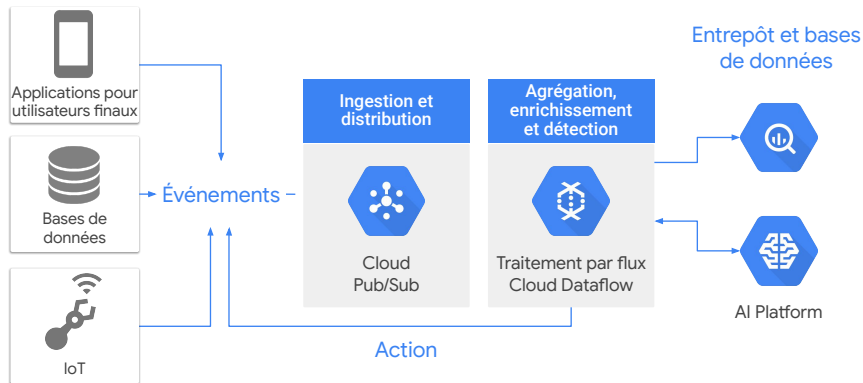 Applications pour
utilisateurs finaux
Bases de
données
IoT
Événements
Ingestion et
distribution
Cloud
Pub/Sub
Agrégation,
enrichissement
et détection
Traitement par flux
Cloud Dataflow
Action
Entrepôt et bases
de données
AI Platform